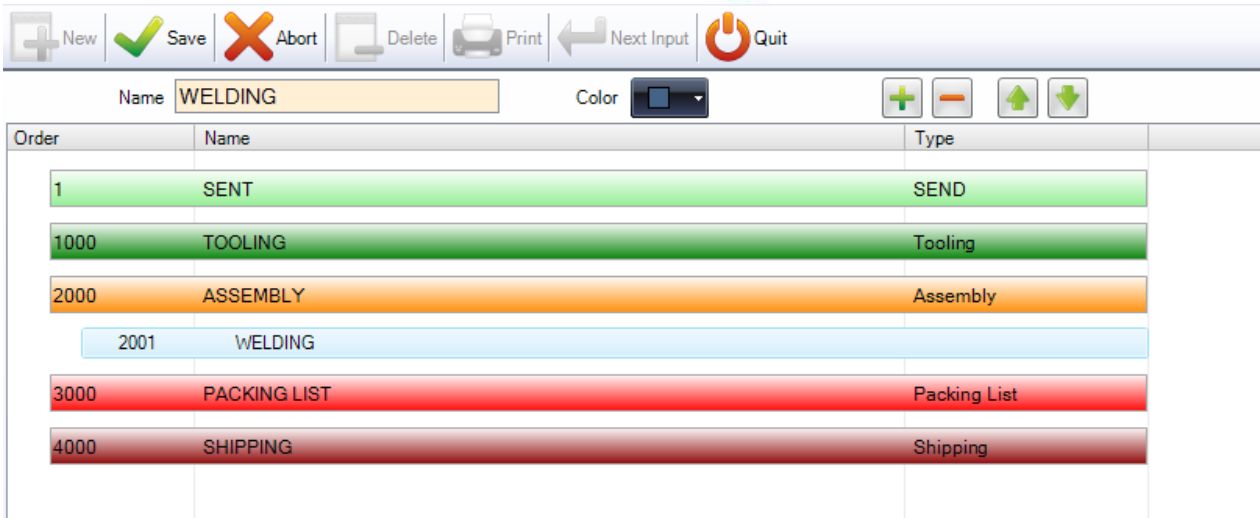 New Save Abort Delete Print Next Input Quit
Name WELDING Color
Order Name Type
1 SENT SEND
1000 TOOLING Tooling
2000 ASSEMBLY Assembly
2001 WELDING
3000 PACKING LIST Packing List
4000 SHIPPING Shipping